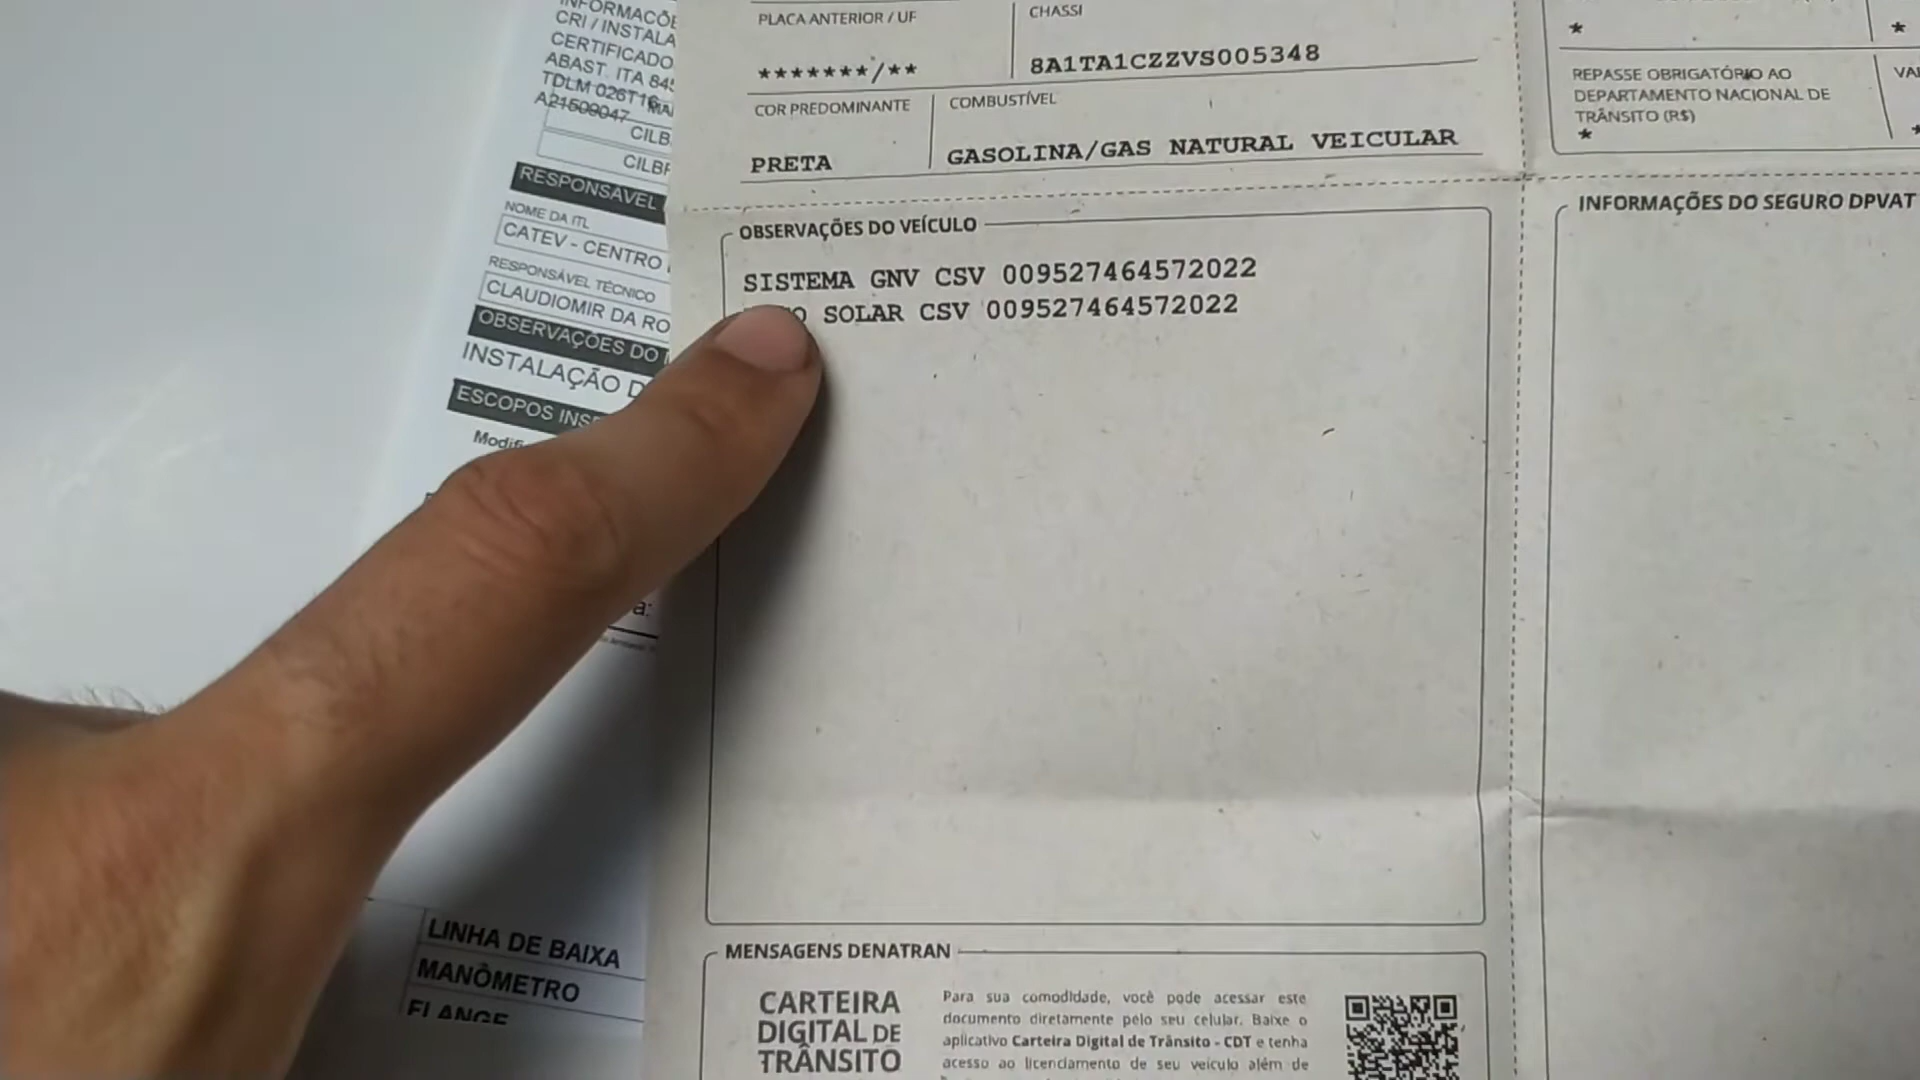 INFORMAÇÕE
CRI / INSTALA
CERTIFICADO
ABAST. ITA 84
TDLM 026T16
A21509047
CILB
CILBR
RESPONSÁVEL
NOME DA ITL
CATEV - CENTRO
RESPONSÁVEL TÉCNICO
CLAUDIOMIR DA RO
OBSERVAÇÕES DO
INSTALAÇÃO D
ESCOPOS INS
Modifi
a:
LINHA DE BAIXA
MANÔMETRO
FLANGE
PLACA ANTERIOR / UF
*******/**
CHASSI
8A1TA1CZZVS005348
COR PREDOMINANTE
PRETA
COMBUSTÍVEL
GASOLINA/GAS NATURAL VEICULAR
OBSERVAÇÕES DO VEÍCULO
SISTEMA GNV CSV 009527464572022
O SOLAR CSV 009527464572022
MENSAGENS DENATRAN
CARTEIRA
DIGITAL DE
TRÂNSITO
Para sua comodidade, você pode acessar este
documento diretamente pelo seu celular. Baixe o
aplicativo Carteira Digital de Trânsito - CDT e tenha
acesso ao licenciamento de seu veículo além de
* *
REPASSE OBRIGATÓRIO AO
DEPARTAMENTO NACIONAL DE
TRÂNSITO (R$)
*
VA
*
INFORMAÇÕES DO SEGURO DPVAT